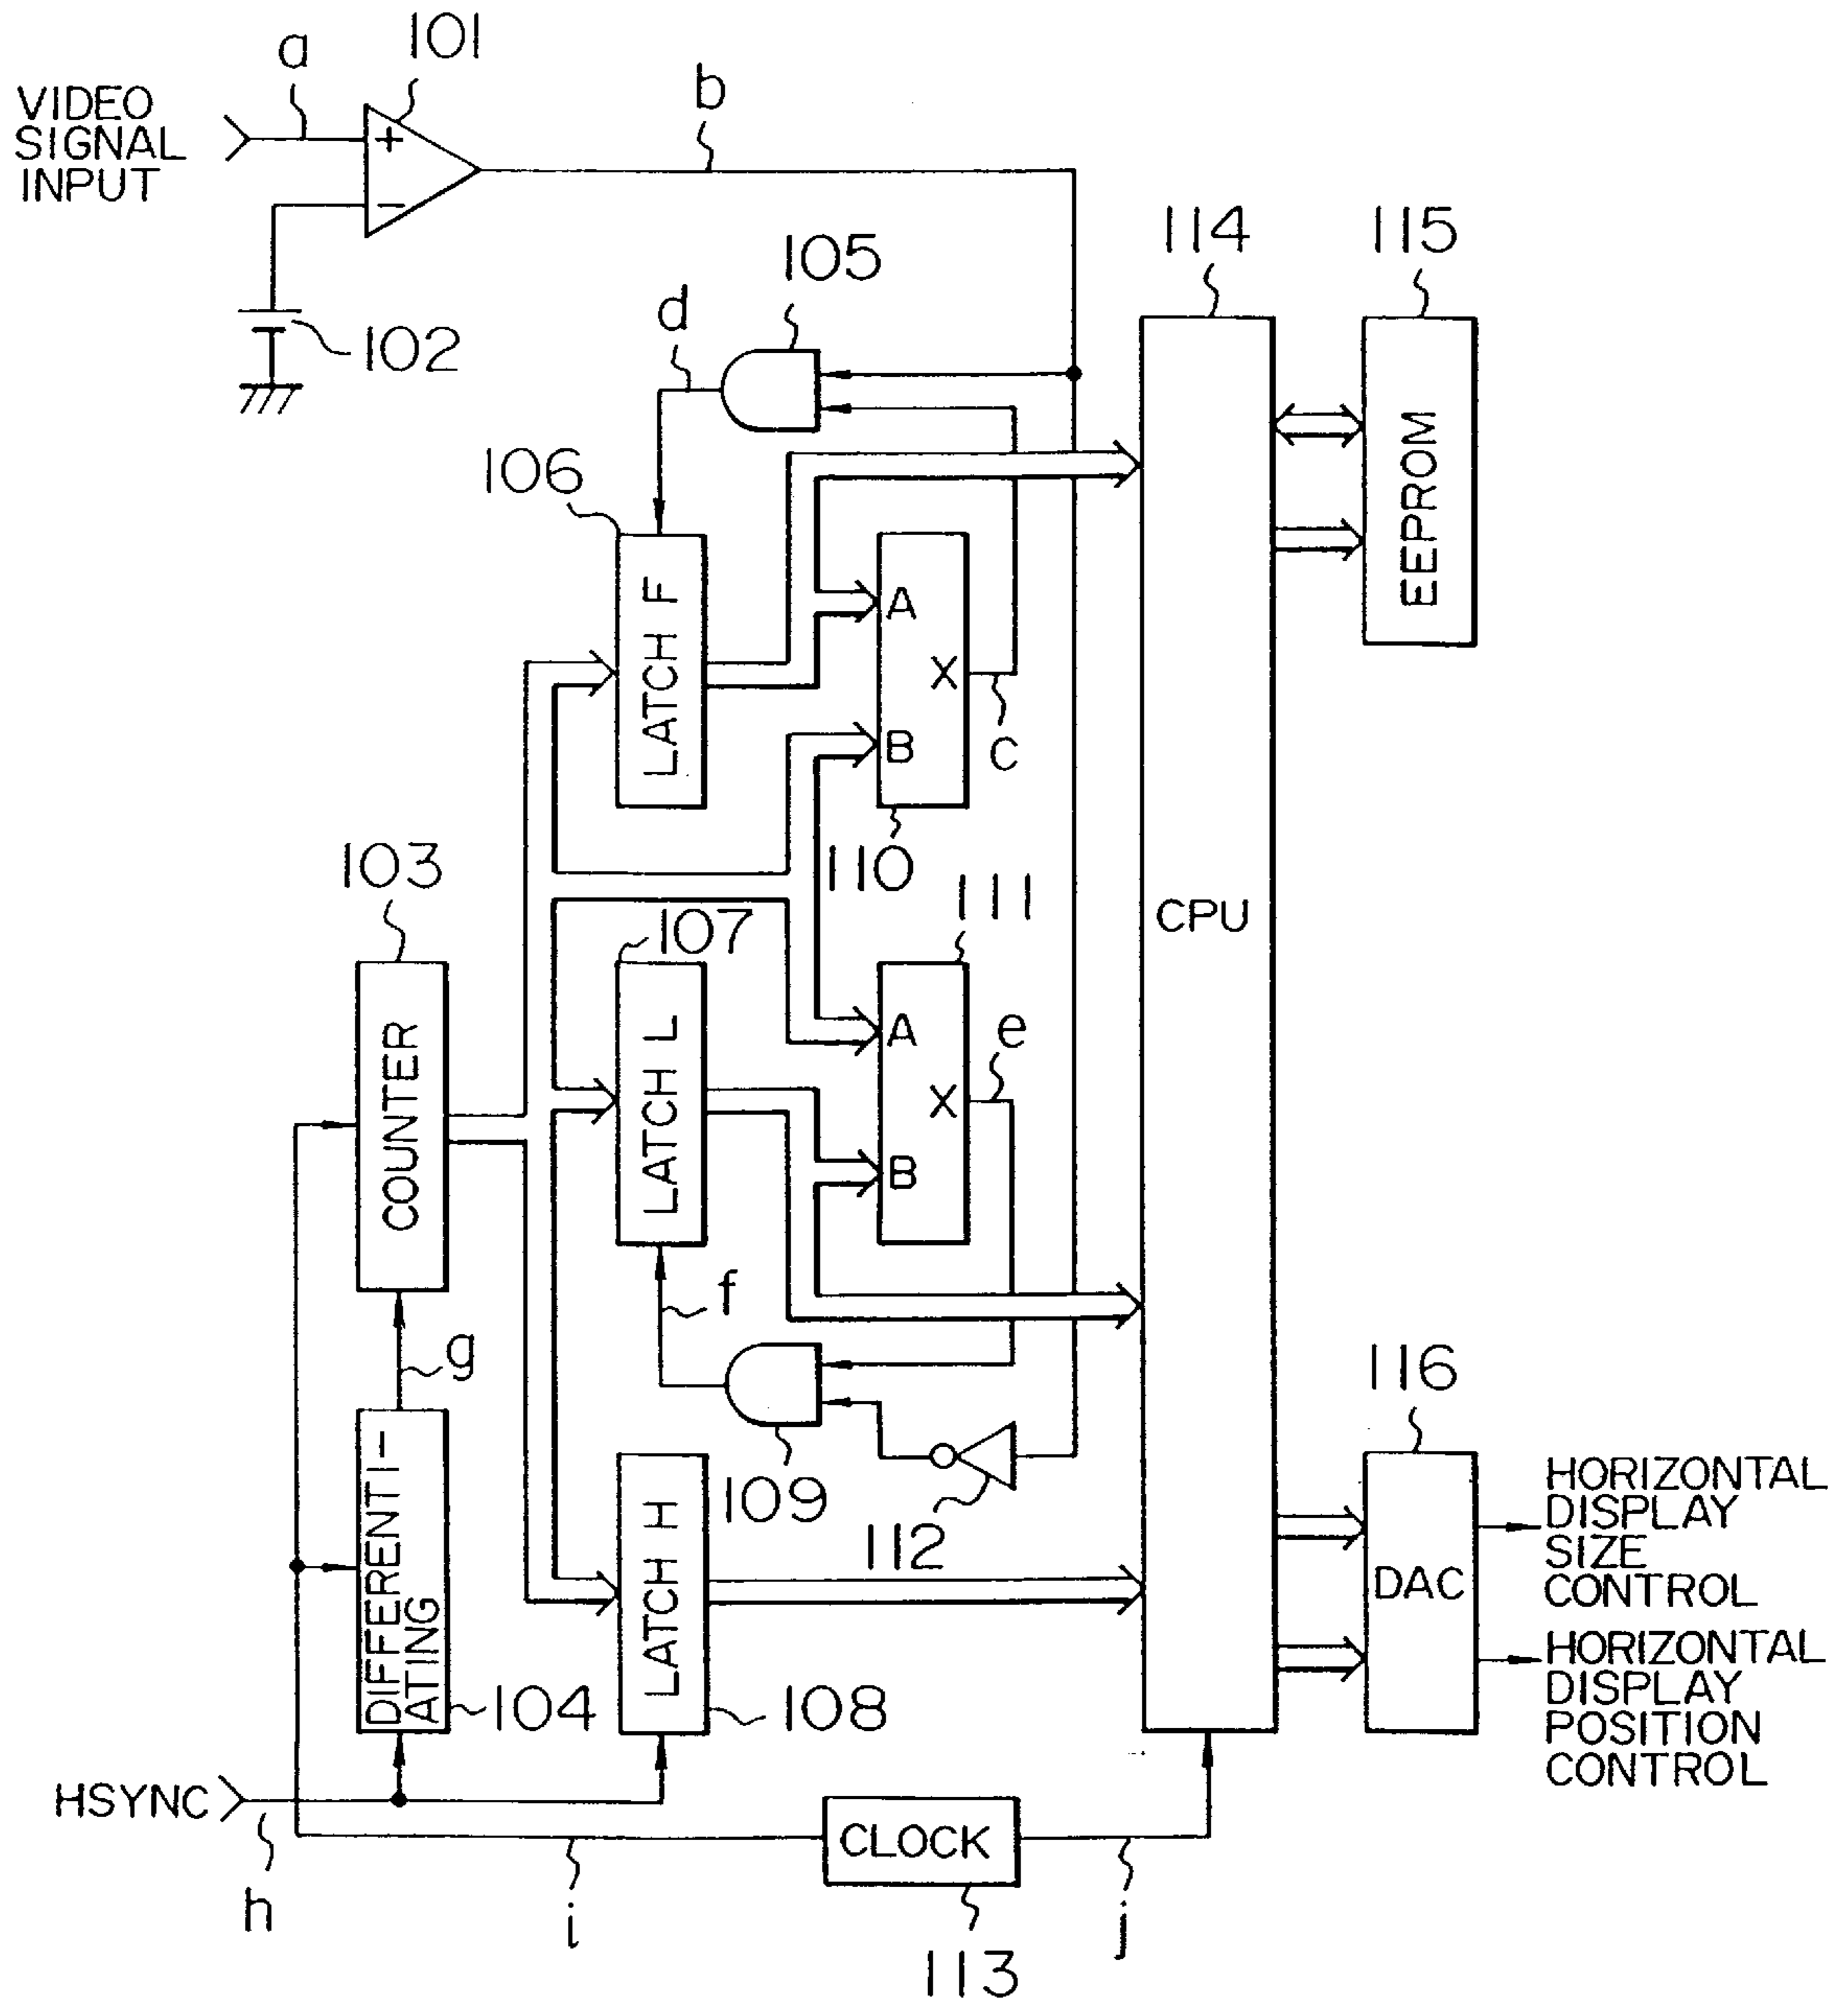 a
101
b
VIDEO
SIGNAL
INPUT
+
−
102
105
d
114
115
106
LATCH F
A
X
B
c
110
EEPROM
103
107
111
CPU
COUNTER
LATCH L
A
e
X
B
f
g
109
112
116
DIFFERENTI-
ATING
104
LATCH H
108
DAC
HORIZONTAL
DISPLAY
SIZE
CONTROL
HORIZONTAL
DISPLAY
POSITION
CONTROL
HSYNC
CLOCK
h
i
j
113